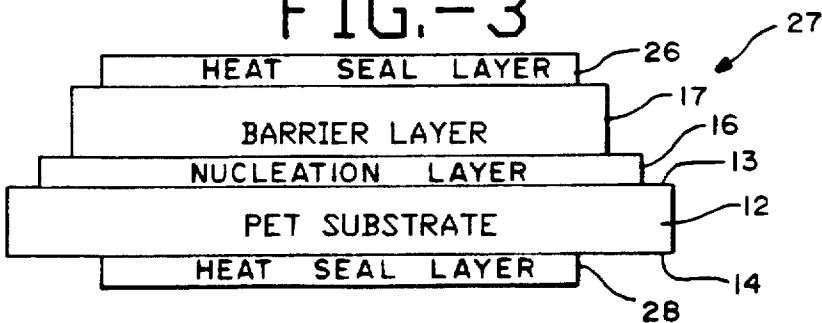 FIG.-3
HEAT SEAL LAYER 26 27
BARRIER LAYER 17
NUCLEATION LAYER 16
13
PET SUBSTRATE 12
HEAT SEAL LAYER 14
28